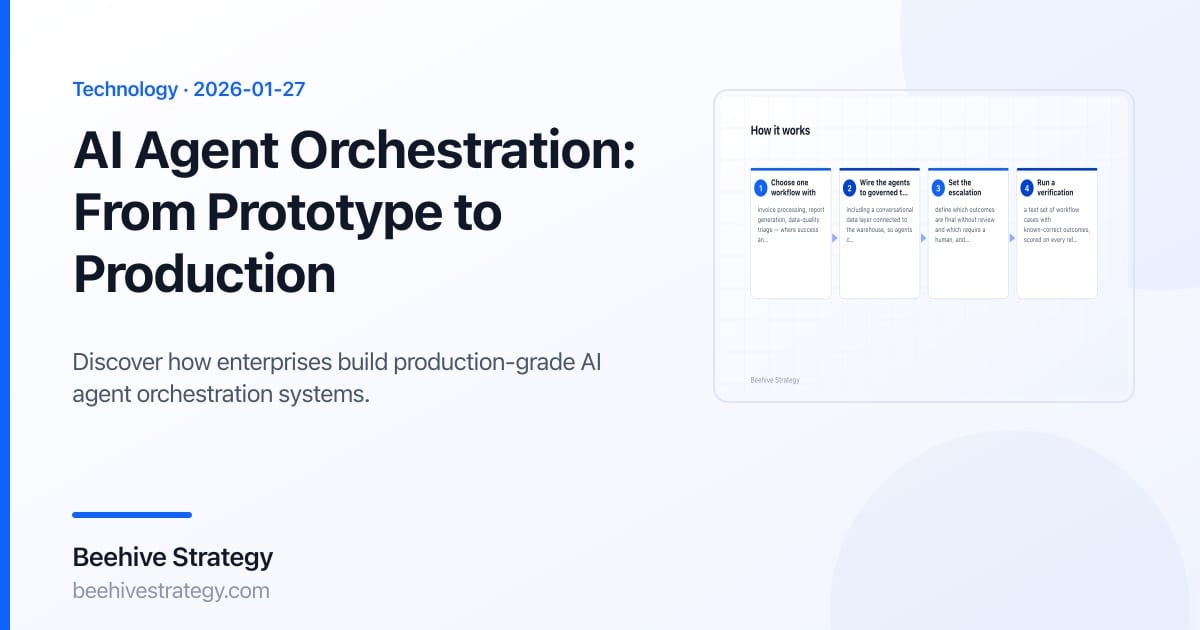 Technology · 2026-01-27
AI Agent Orchestration:
From Prototype to
Production
Discover how enterprises build production-grade AI
agent orchestration systems.
Beehive Strategy
beehivestrategy.com
How it works
1
Choose one
workflow with
invoice processing, report
generation, data-quality
triage — where success
an...
2
Wire the agents
to governed t...
including a conversational
data layer connected to
the warehouse, so agents
c...
3
Set the
escalation
define which outcomes
are final without review
and which require a
human, and...
4
Run a
verification
a test set of workflow
cases with
known-correct outcomes,
scored on every rel...
Beehive Strategy